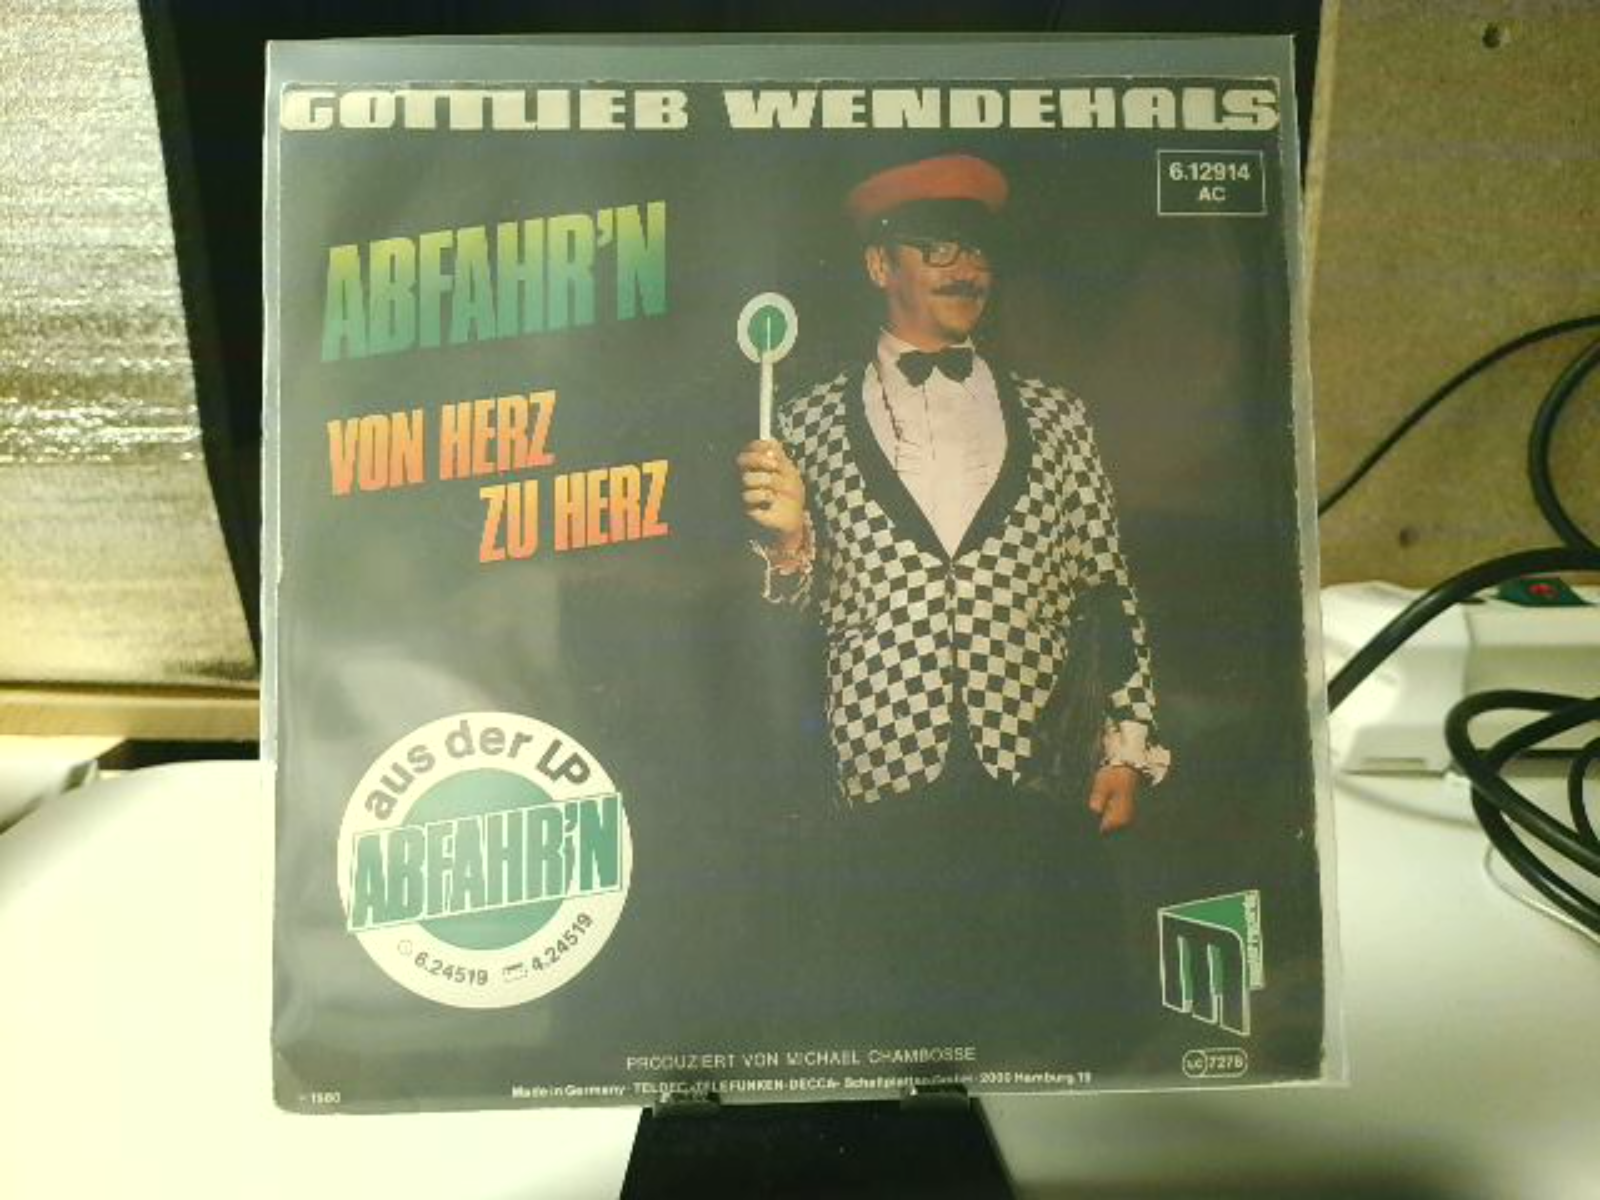 GOTTLIEB WENDEHALS
6.12914
AC
ABFAHR'N
VON HERZ
ZU HERZ
aus der LP
ABFAHR'N
6.24519 4.24519
PRODUZIERT VON MICHAEL CHAMBOSSE
LC 7278
Made in Germany · TELDEC »TELEFUNKEN-DECCA« Schallplatten GmbH · 2000 Hamburg 19
1980